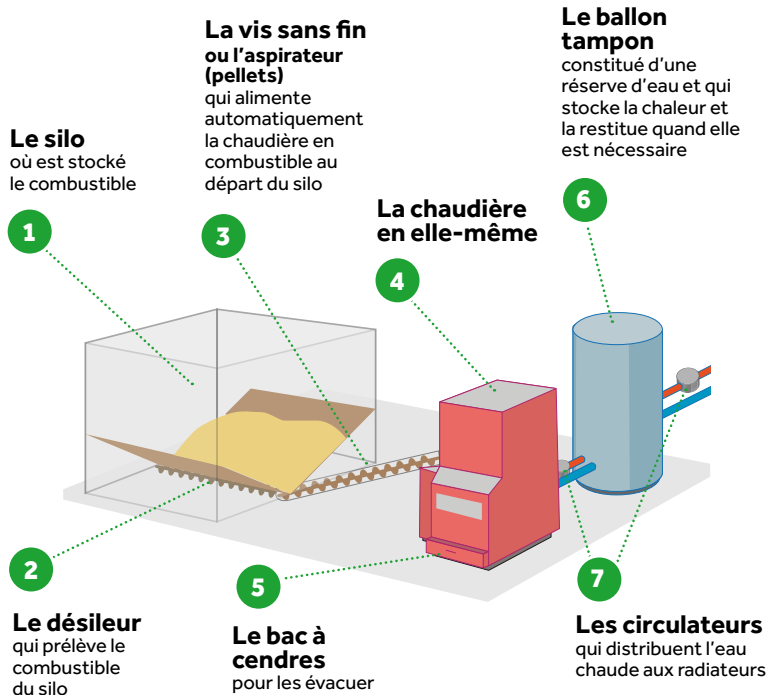 Le silo
où est stocké
le combustible
1
La vis sans fin
ou l'aspirateur
(pellets)
qui alimente
automatiquement
la chaudière en
combustible au
départ du silo
3
La chaudière
en elle-même
4
Le ballon
tampon
constitué d'une
réserve d'eau et qui
stocke la chaleur et
la restitue quand elle
est nécessaire
6
2
Le désileur
qui prélève le
combustible
du silo
5
Le bac à
cendres
pour les évacuer
7
Les circulateurs
qui distribuent l'eau
chaude aux radiateurs